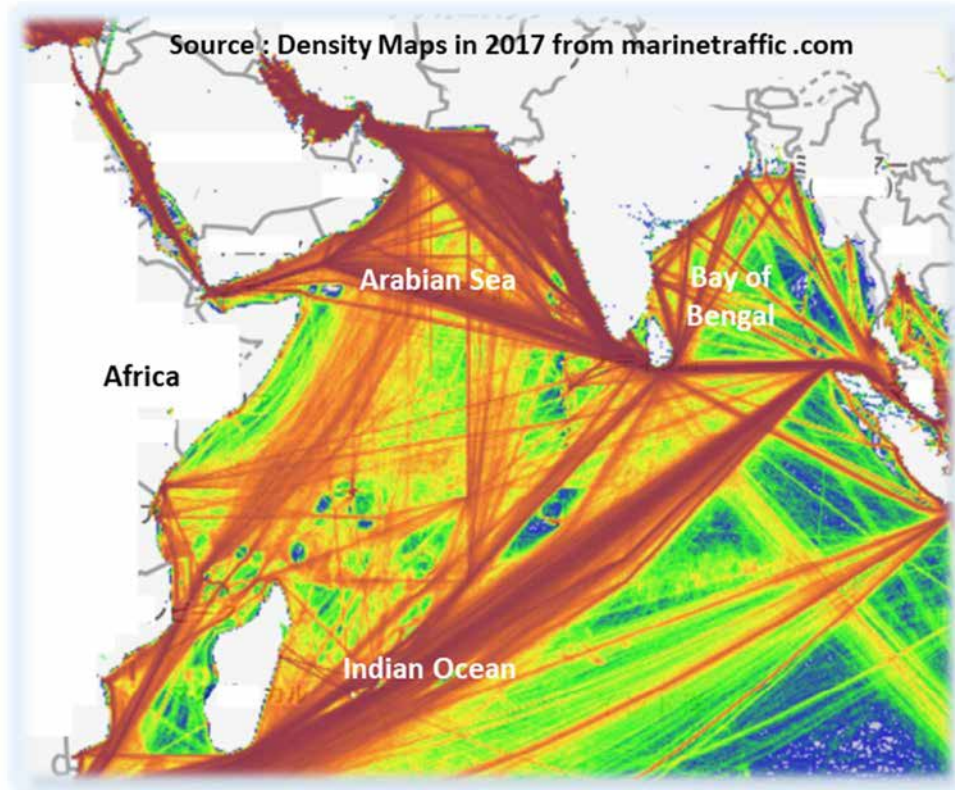 Source : Density Maps in 2017 from marinetraffic .com
Arabian Sea
Bay of
Bengal
Africa
Indian Ocean